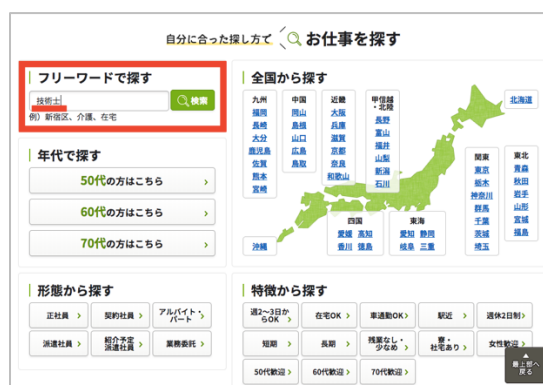 自分に合った探し方で お仕事を探す
フリーワードで探す
技術士
検索
例）新宿区、介護、在宅
年代で探す
50代の方はこちら
60代の方はこちら
70代の方はこちら
全国から探す
九州
福岡
長崎
大分
鹿児島
佐賀
熊本
宮崎
中国
岡山
島根
山口
広島
鳥取
近畿
大阪
兵庫
滋賀
京都
奈良
和歌山
甲信越
・北陸
長野
富山
福井
山梨
新潟
石川
北海道
関東
東京
栃木
神奈川
群馬
千葉
茨城
埼玉
東北
青森
秋田
岩手
山形
宮城
福島
四国
愛媛 高知
香川 徳島
東海
愛知 静岡
岐阜 三重
沖縄
形態から探す
正社員
契約社員
アルバイト・
パート
派遣社員
紹介予定
派遣社員
業務委託
特徴から探す
週2～3日か
らOK
在宅OK
車通勤OK
駅近
週休2日制
短期
長期
残業なし・
少なめ
寮・
社宅あり
女性歓迎
50代歓迎
60代歓迎
70代歓迎
最上部へ
戻る